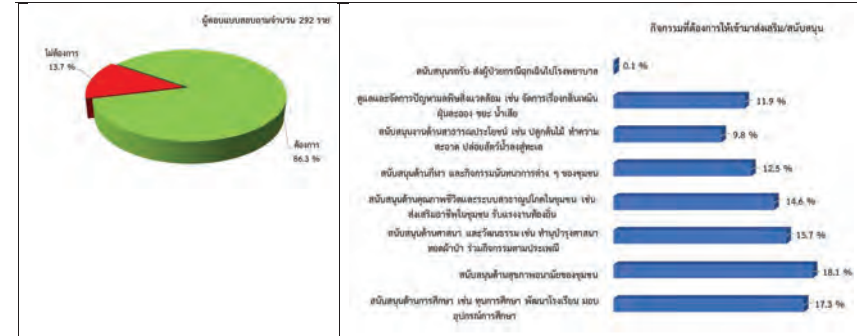 ผู้ตอบแบบสอบถามจำนวน 292 ราย
ไม่ต้องการ
13.7 %
ต้องการ
86.3 %
กิจกรรมที่ต้องการให้เข้ามาส่งเสริม/สนับสนุน
สนับสนุนรถรับ-ส่งผู้ป่วยกรณีฉุกเฉินไปโรงพยาบาล
0.1 %
ดูแลและจัดการปัญหามลพิษสิ่งแวดล้อม เช่น จัดการเรื่องกลิ่นเหม็น
ฝุ่นละออง ขยะ น้ำเสีย
11.9 %
สนับสนุนงานด้านสาธารณประโยชน์ เช่น ปลูกต้นไม้ ทำความ
สะอาด ปล่อยสัตว์น้ำลงสู่ทะเล
9.8 %
สนับสนุนด้านกีฬา และกิจกรรมนันทนาการต่าง ๆ ของชุมชน
12.5 %
สนับสนุนด้านคุณภาพชีวิตและระบบสาธารณูปโภคในชุมชน เช่น
ส่งเสริมอาชีพในชุมชน รับแรงงานท้องถิ่น
14.6 %
สนับสนุนด้านศาสนา และวัฒนธรรม เช่น ทำนุบำรุงศาสนา
ทอดผ้าป่า ร่วมกิจกรรมตามประเพณี
15.7 %
สนับสนุนด้านสุขภาพอนามัยของชุมชน
18.1 %
สนับสนุนด้านการศึกษา เช่น ทุนการศึกษา พัฒนาโรงเรียน มอบ
อุปกรณ์การศึกษา
17.3 %